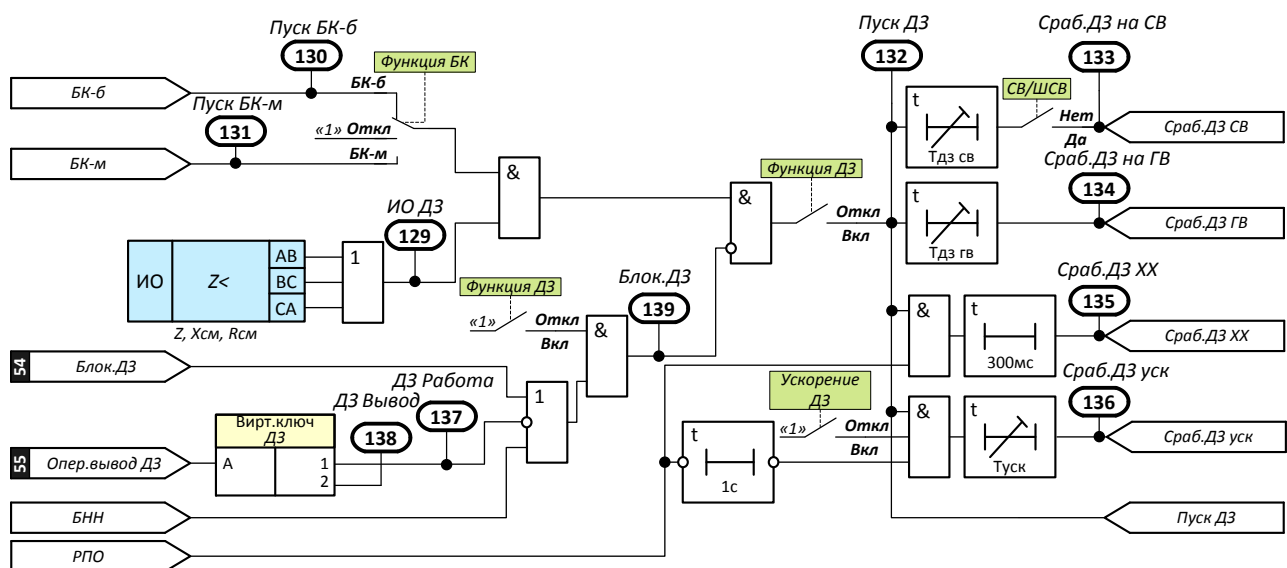 Пуск БК-б
130
Функция БК
БК-б
БК-б
Пуск БК-м
131
«1» Откл
БК-м
БК-м
&
ИО ДЗ
129
ИО
Z<
AB
BC
CA
1
Z, Xсм, Rсм
Функция ДЗ
«1»
Откл
Вкл
&
Блок.ДЗ
139
&
Функция ДЗ
Откл
Вкл
54
Блок.ДЗ
1
ДЗ Работа
137
ДЗ Вывод
138
Вирт.ключ
ДЗ
A
1
2
55
Опер.вывод ДЗ
БНН
РПО
t
1с
Ускорение
ДЗ
«1»
Откл
Вкл
Пуск ДЗ
132
t
Тдз св
СВ/ШСВ
Нет
Да
Сраб.ДЗ на СВ
133
Сраб.ДЗ СВ
t
Тдз гв
Сраб.ДЗ на ГВ
134
Сраб.ДЗ ГВ
&
t
300мс
Сраб.ДЗ ХХ
135
Сраб.ДЗ ХХ
&
t
Туск
Сраб.ДЗ уск
136
Сраб.ДЗ уск
Пуск ДЗ